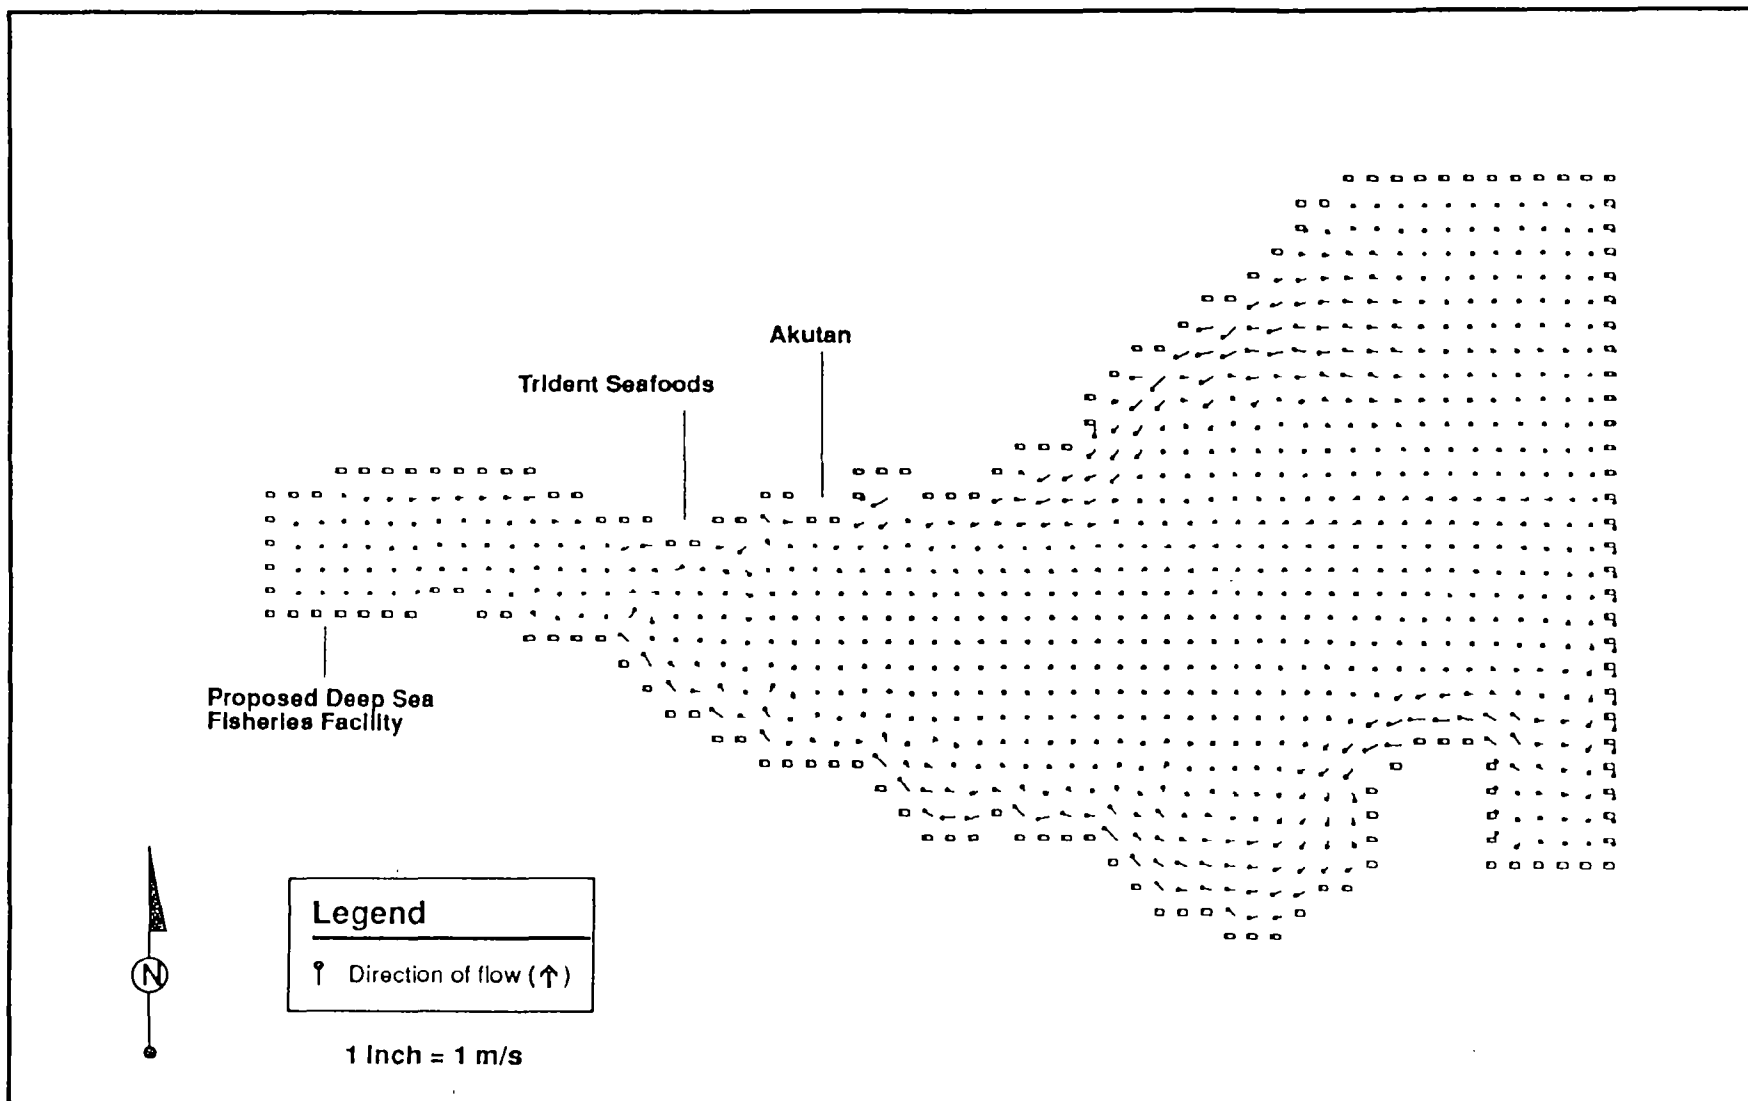 Akutan
Trident Seafoods
Proposed Deep Sea
Fisheries Facility
N
Legend
Direction of flow (↑)
1 Inch = 1 m/s